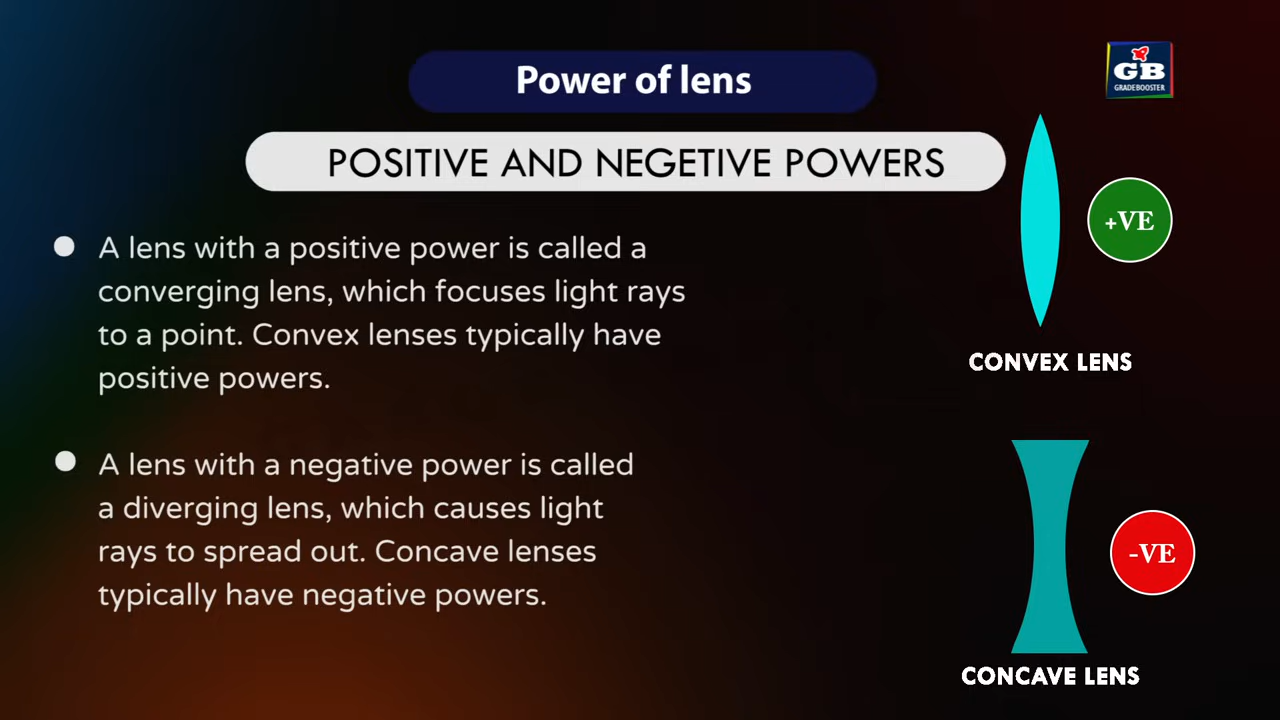 Power of lens
GB
GRADEBOOSTER
POSITIVE AND NEGETIVE POWERS
A lens with a positive power is called a
converging lens, which focuses light rays
to a point. Convex lenses typically have
positive powers.
+VE
CONVEX LENS
A lens with a negative power is called
a diverging lens, which causes light
rays to spread out. Concave lenses
typically have negative powers.
-VE
CONCAVE LENS